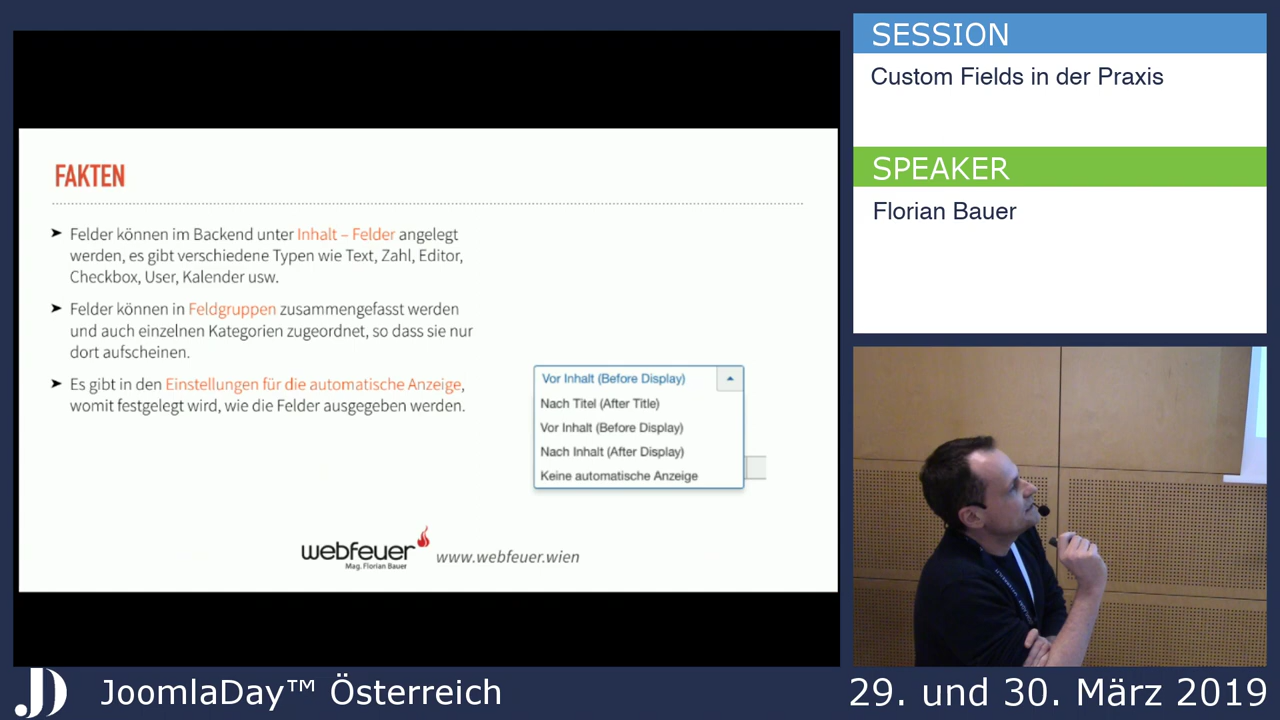 FAKTEN
➤ Felder können im Backend unter Inhalt – Felder angelegt
werden, es gibt verschiedene Typen wie Text, Zahl, Editor,
Checkbox, User, Kalender usw.
➤ Felder können in Feldgruppen zusammengefasst werden
und auch einzelnen Kategorien zugeordnet, so dass sie nur
dort aufscheinen.
➤ Es gibt in den Einstellungen für die automatische Anzeige,
womit festgelegt wird, wie die Felder ausgegeben werden.
Vor Inhalt (Before Display)
Nach Titel (After Title)
Vor Inhalt (Before Display)
Nach Inhalt (After Display)
Keine automatische Anzeige
webfeuer
Mag. Florian Bauer
www.webfeuer.wien
SESSION
Custom Fields in der Praxis
SPEAKER
Florian Bauer
JoomlaDay™ Österreich
29. und 30. März 2019